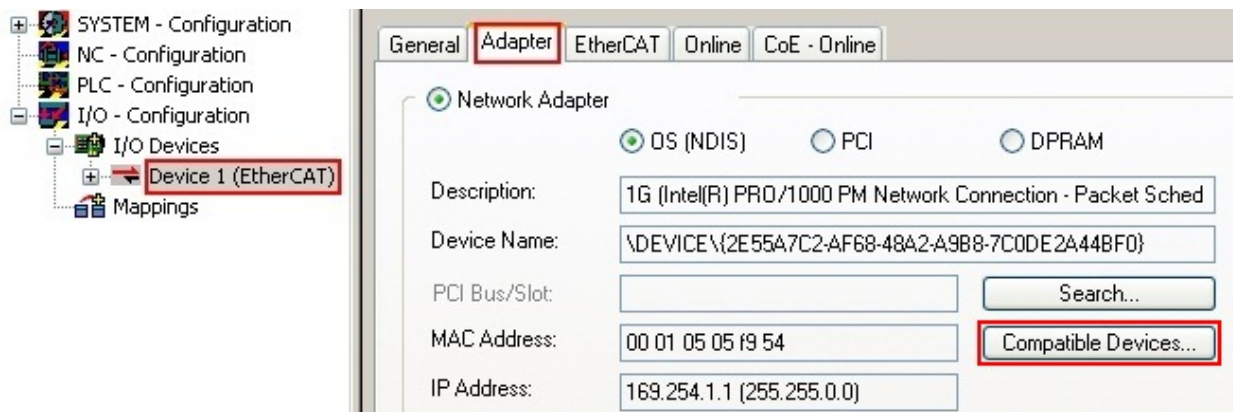 SYSTEM - Configuration
NC - Configuration
PLC - Configuration
I/O - Configuration
I/O Devices
Device 1 (EtherCAT)
Mappings
General Adapter EtherCAT Online CoE - Online
Network Adapter
OS (NDIS) PCI DPRAM
Description: 1G (Intel(R) PRO/1000 PM Network Connection - Packet Sched
Device Name: \DEVICE\{2E55A7C2-AF68-48A2-A9B8-7C0DE2A44BF0}
PCI Bus/Slot: Search...
MAC Address: 00 01 05 05 f9 54 Compatible Devices...
IP Address: 169.254.1.1 (255.255.0.0)